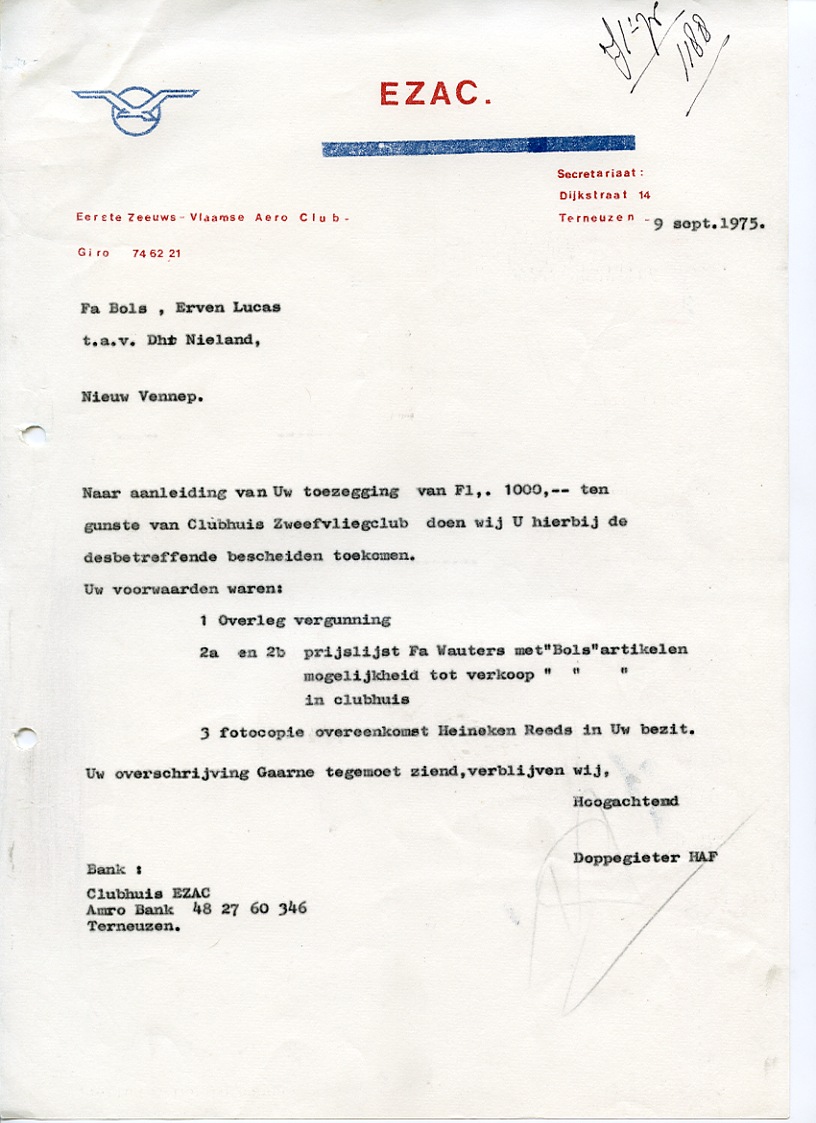 1188
EZAC.
Secretariaat:
Dijkstraat 14
Eerste Zeeuws-Vlaamse Aero Club-
Terneuzen - 9 sept.1975.
Giro 74 62 21
Fa Bols , Erven Lucas
t.a.v. Dhr Nieland,
Nieuw Vennep.
Naar aanleiding van Uw toezegging van Fl,. 1000,-- ten
gunste van Clubhuis Zweefvliegclub doen wij U hierbij de
desbetreffende bescheiden toekomen.
Uw voorwaarden waren:
1 Overleg vergunning
2a en 2b prijslijst Fa Wauters met"Bols"artikelen
mogelijkheid tot verkoop " " "
in clubhuis
3 fotocopie overeenkomst Heineken Reeds in Uw bezit.
Uw overschrijving Gaarne tegemoet ziend,verblijven wij,
Hoogachtend
Doppegieter HAF
Bank :
Clubhuis EZAC
Amro Bank 48 27 60 346
Terneuzen.